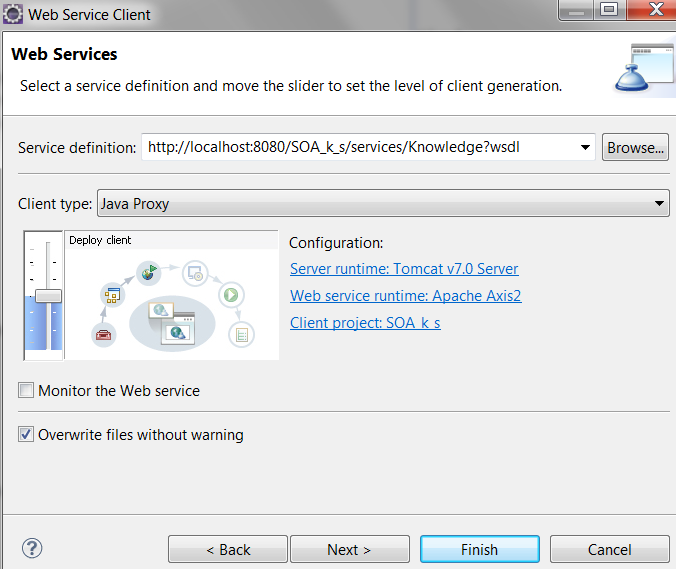 Web Service Client
Web Services
Select a service definition and move the slider to set the level of client generation.
Service definition: http://localhost:8080/SOA_k_s/services/Knowledge?wsdl Browse...
Client type: Java Proxy
Deploy client
Configuration:
Server runtime: Tomcat v7.0 Server
Web service runtime: Apache Axis2
Client project: SOA_k_s
Monitor the Web service
Overwrite files without warning
? < Back Next > Finish Cancel